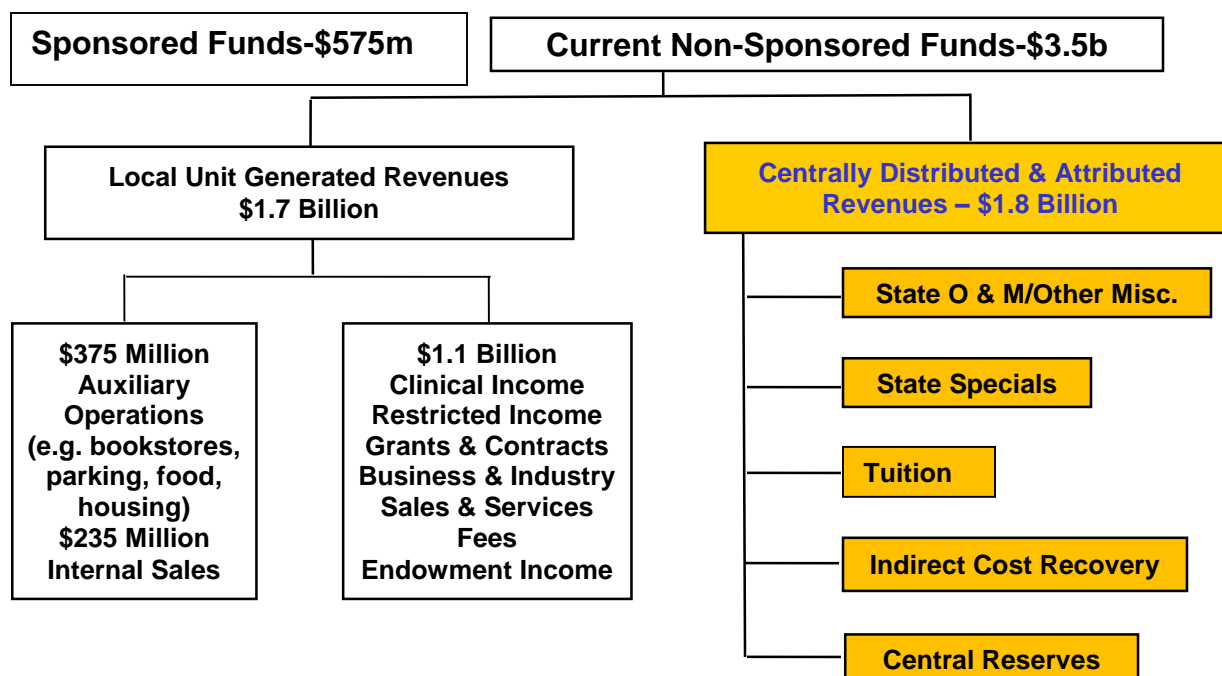 Sponsored Funds-$575m
Current Non-Sponsored Funds-$3.5b
Local Unit Generated Revenues
$1.7 Billion
Centrally Distributed & Attributed
Revenues – $1.8 Billion
$375 Million
Auxiliary
Operations
(e.g. bookstores,
parking, food,
housing)
$235 Million
Internal Sales
$1.1 Billion
Clinical Income
Restricted Income
Grants & Contracts
Business & Industry
Sales & Services
Fees
Endowment Income
State O & M/Other Misc.
State Specials
Tuition
Indirect Cost Recovery
Central Reserves